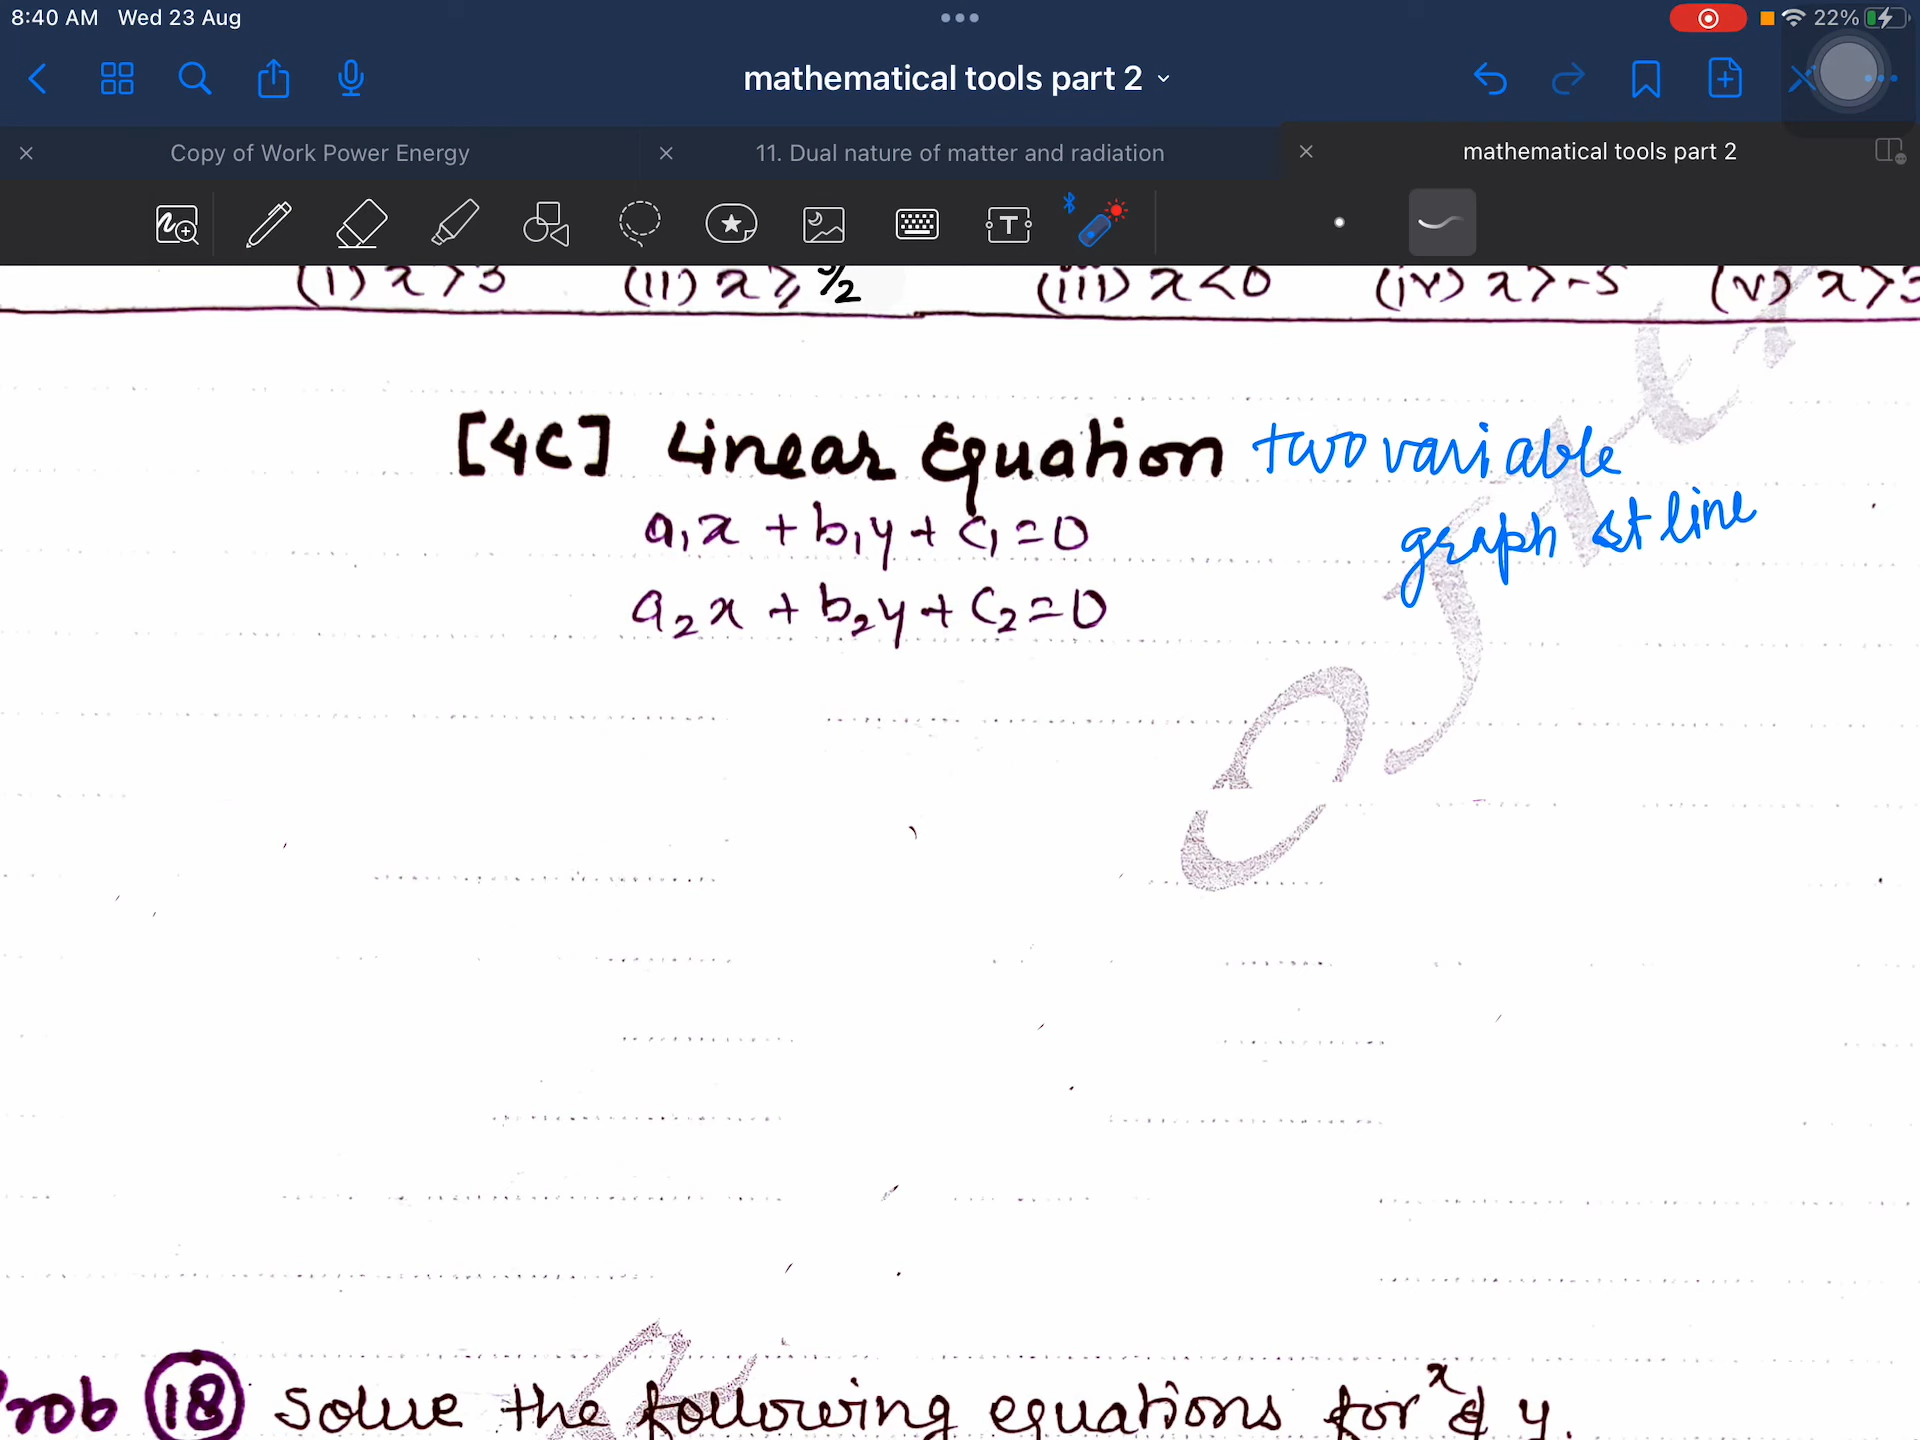 8:40 AM Wed 23 Aug
22%
mathematical tools part 2
Copy of Work Power Energy
11. Dual nature of matter and radiation
mathematical tools part 2
T
(i) x>3 (ii) x⩾ /2 (iii) x<0 (iv) x>-5 (v) x>3
[4C] Linear Equation two variable
graph st line
a₁x + b₁y + c₁=0
a₂x + b₂y + c₂=0
rob (18) Solve the following equations for x & y.